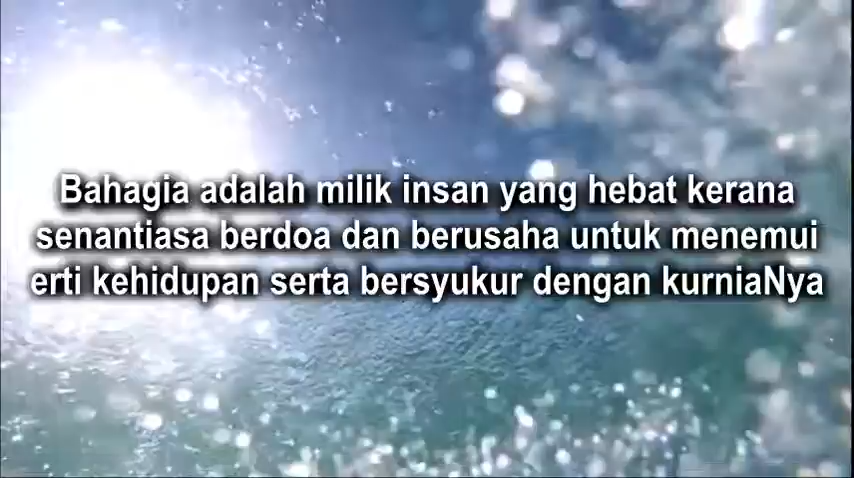 Bahagia adalah milik insan yang hebat kerana
senantiasa berdoa dan berusaha untuk menemui
erti kehidupan serta bersyukur dengan kurniaNya